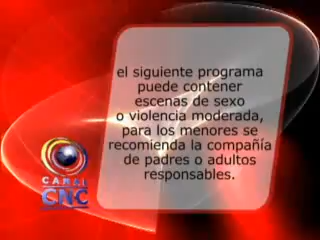 el siguiente programa
puede contener
escenas de sexo
o violencia moderada,
para los menores se
recomienda la compañía
de padres o adultos
responsables.
CANAL
CNC